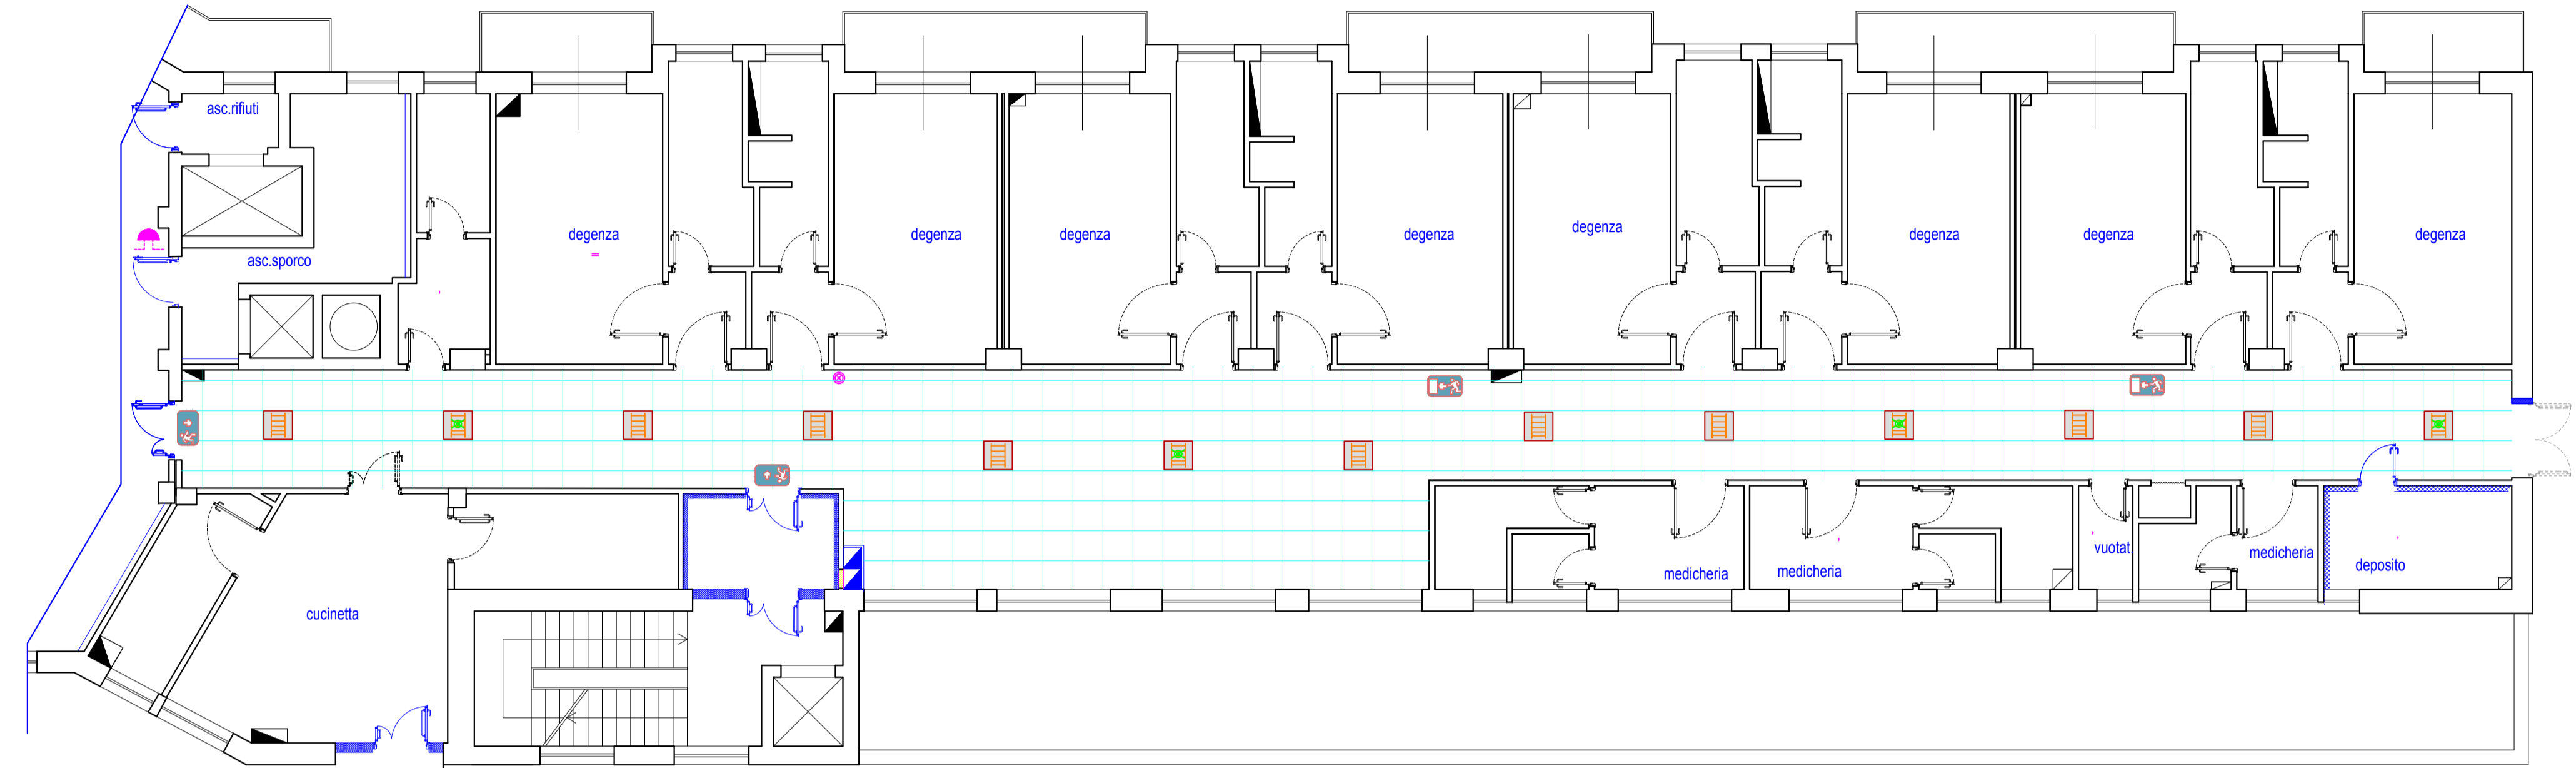 asc.rifiuti
asc.sporco
degenza
degenza
degenza
degenza
degenza
degenza
degenza
degenza
cucinetta
medicheria
medicheria
vuotat.
medicheria
deposito